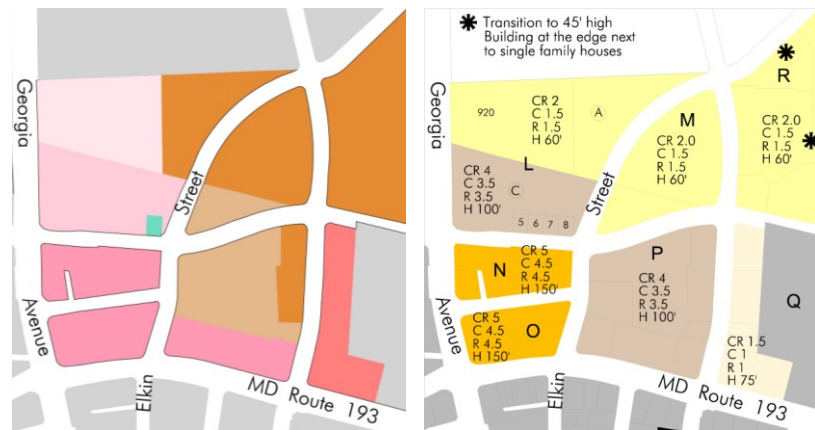 Georgia
Street
Avenue
Elkin
MD Route 193
✱ Transition to 45' high
Building at the edge next
to single family houses
Georgia
920
CR 2
C 1.5
R 1.5
H 60'
A
M
CR 2.0
C 1.5
R 1.5
H 60'
R
CR 2.0
C 1.5
R 1.5
H 60'
L
CR 4
C 3.5
R 3.5
H 100'
C
5 6 7 8
Street
N
CR 5
C 4.5
R 4.5
H 150'
P
CR 4
C 3.5
R 3.5
H 100'
Q
Avenue
O
CR 5
C 4.5
R 4.5
H 150'
CR 1.5
C 1
R 1
H 75'
Elkin
MD Route 193